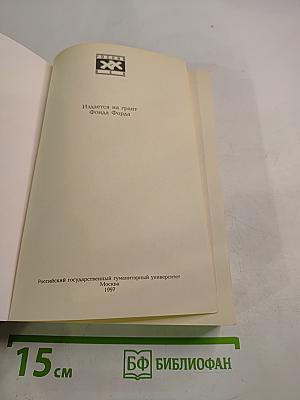 XX
Издается на грант
Фонда Форда
Российский государственный гуманитарный университет
Москва
1997
15 см
БФ БИБЛИОФАН